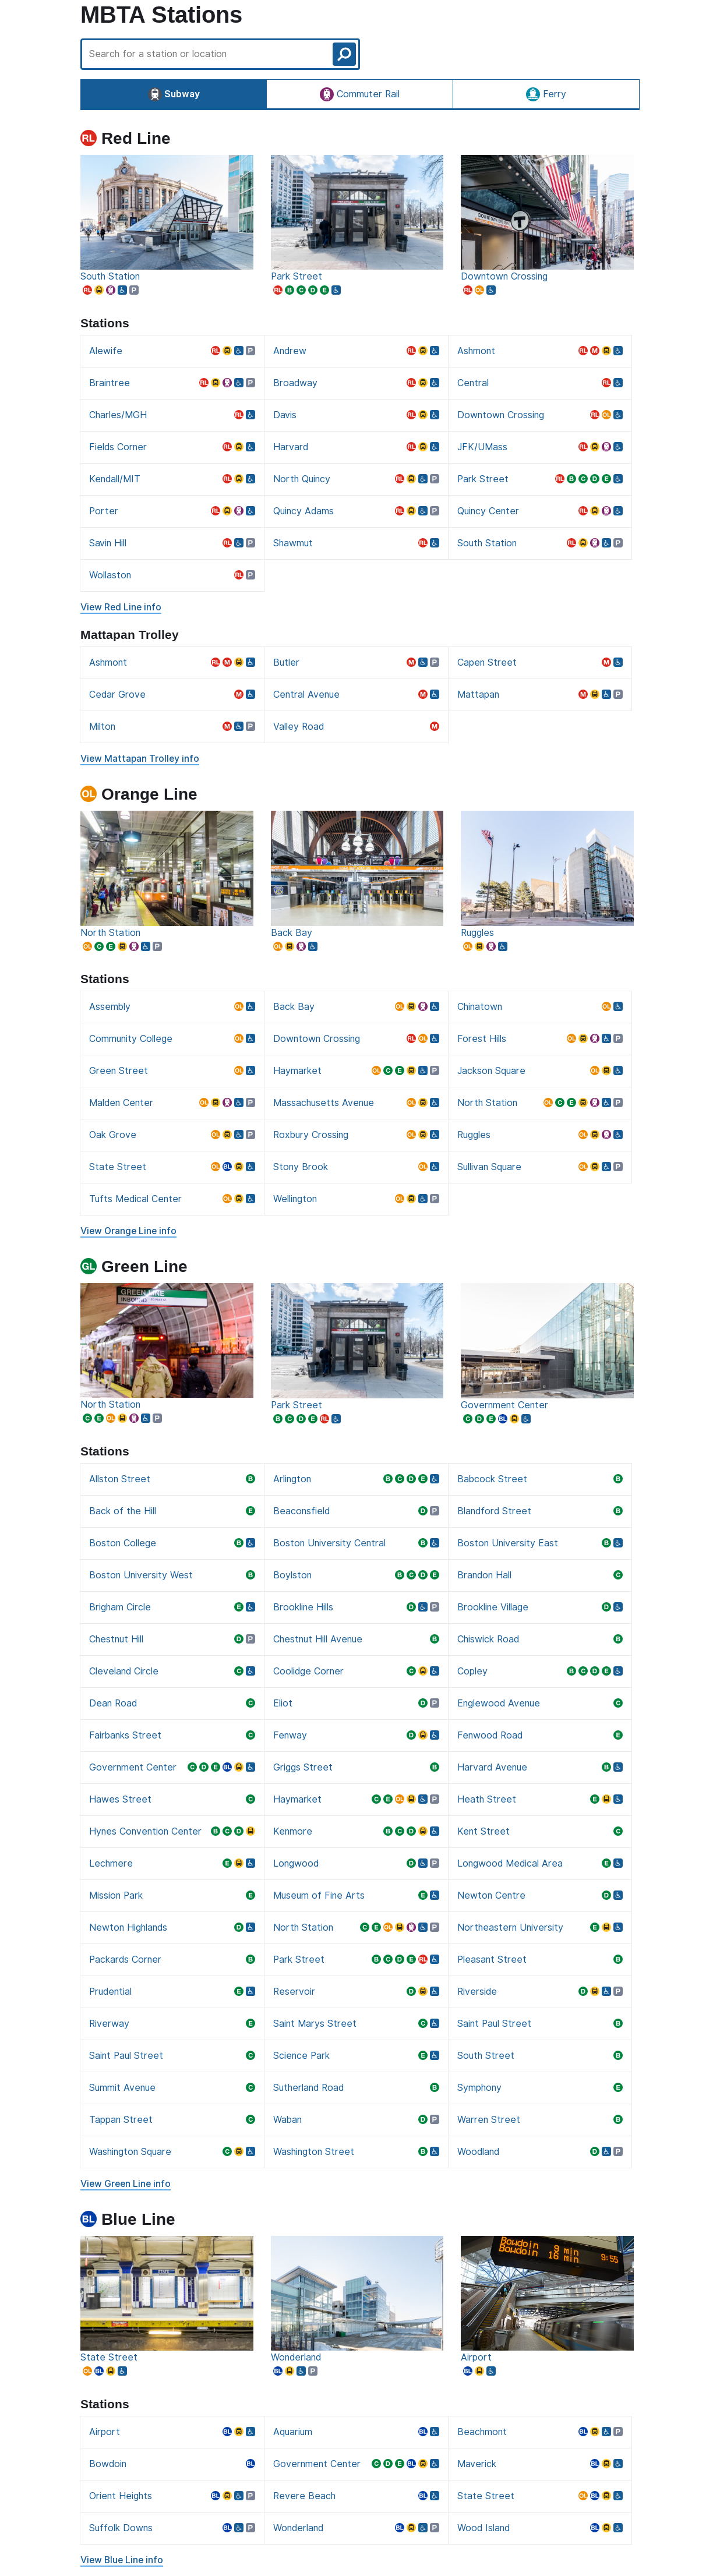 MBTA Stations
Search for a station or location
Subway Commuter Rail Ferry
RL Red Line
South Station Park Street Downtown Crossing
Stations
Alewife Andrew Ashmont
Braintree Broadway Central
Charles/MGH Davis Downtown Crossing
Fields Corner Harvard JFK/UMass
Kendall/MIT North Quincy Park Street
Porter Quincy Adams Quincy Center
Savin Hill Shawmut South Station
Wollaston
View Red Line info
Mattapan Trolley
Ashmont Butler Capen Street
Cedar Grove Central Avenue Mattapan
Milton Valley Road
View Mattapan Trolley info
OL Orange Line
North Station Back Bay Ruggles
Stations
Assembly Back Bay Chinatown
Community College Downtown Crossing Forest Hills
Green Street Haymarket Jackson Square
Malden Center Massachusetts Avenue North Station
Oak Grove Roxbury Crossing Ruggles
State Street Stony Brook Sullivan Square
Tufts Medical Center Wellington
View Orange Line info
GL Green Line
GREEN LINE
INBOUND
North Station Park Street Government Center
Stations
Allston Street Arlington Babcock Street
Back of the Hill Beaconsfield Blandford Street
Boston College Boston University Central Boston University East
Boston University West Boylston Brandon Hall
Brigham Circle Brookline Hills Brookline Village
Chestnut Hill Chestnut Hill Avenue Chiswick Road
Cleveland Circle Coolidge Corner Copley
Dean Road Eliot Englewood Avenue
Fairbanks Street Fenway Fenwood Road
Government Center Griggs Street Harvard Avenue
Hawes Street Haymarket Heath Street
Hynes Convention Center Kenmore Kent Street
Lechmere Longwood Longwood Medical Area
Mission Park Museum of Fine Arts Newton Centre
Newton Highlands North Station Northeastern University
Packards Corner Park Street Pleasant Street
Prudential Reservoir Riverside
Riverway Saint Marys Street Saint Paul Street
Saint Paul Street Science Park South Street
Summit Avenue Sutherland Road Symphony
Tappan Street Waban Warren Street
Washington Square Washington Street Woodland
View Green Line info
BL Blue Line
Bowdoin 9 min
Bowdoin 16 min 9:55
State Street Wonderland Airport
Stations
Airport Aquarium Beachmont
Bowdoin Government Center Maverick
Orient Heights Revere Beach State Street
Suffolk Downs Wonderland Wood Island
View Blue Line info